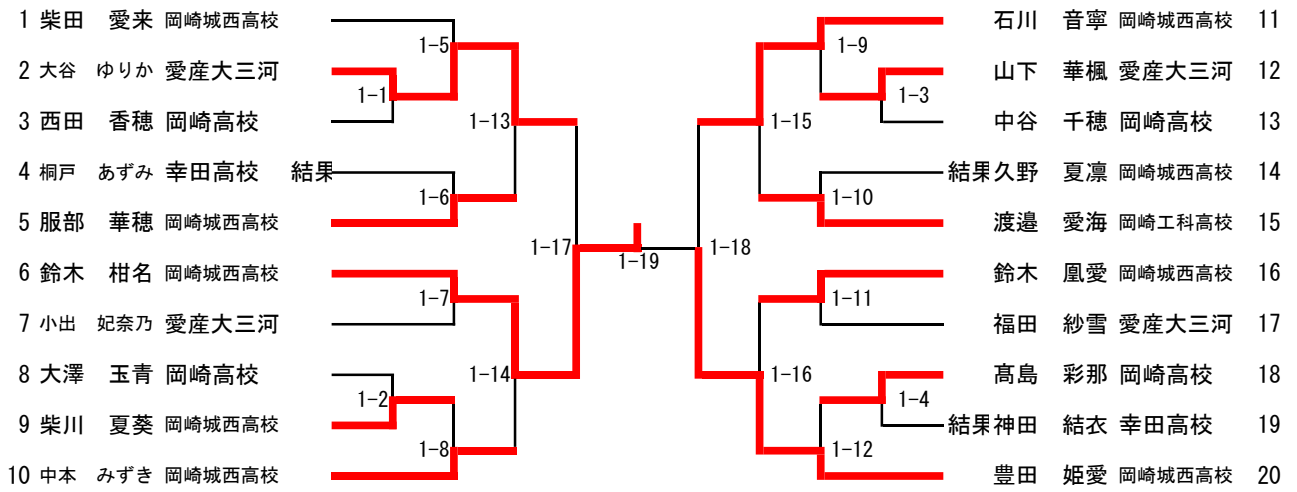 1 柴田 愛来 岡崎城西高校
2 大谷 ゆりか 愛産大三河
3 西田 香穂 岡崎高校
4 桐戸 あずみ 幸田高校 結果
5 服部 華穂 岡崎城西高校
6 鈴木 柑名 岡崎城西高校
7 小出 妃奈乃 愛産大三河
8 大澤 玉青 岡崎高校
9 柴川 夏葵 岡崎城西高校
10 中本 みずき 岡崎城西高校
1-5
1-1
1-13
1-6
1-17
1-7
1-14
1-2
1-8
1-19
1-9
1-3
1-15
1-10
1-18
1-11
1-16
1-4
1-12
石川 音寧 岡崎城西高校 11
山下 華楓 愛産大三河 12
中谷 千穂 岡崎高校 13
結果久野 夏凛 岡崎城西高校 14
渡邉 愛海 岡崎工科高校 15
鈴木 凰愛 岡崎城西高校 16
福田 紗雪 愛産大三河 17
髙島 彩那 岡崎高校 18
結果神田 結衣 幸田高校 19
豊田 姫愛 岡崎城西高校 20